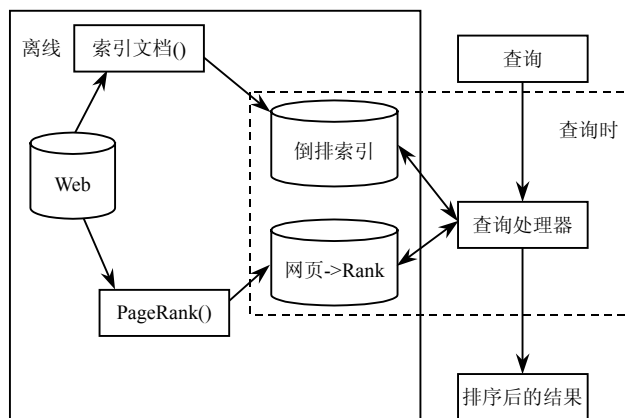 离线
索引文档()
查询
查询时
倒排索引
Web
查询处理器
网页->Rank
PageRank()
排序后的结果